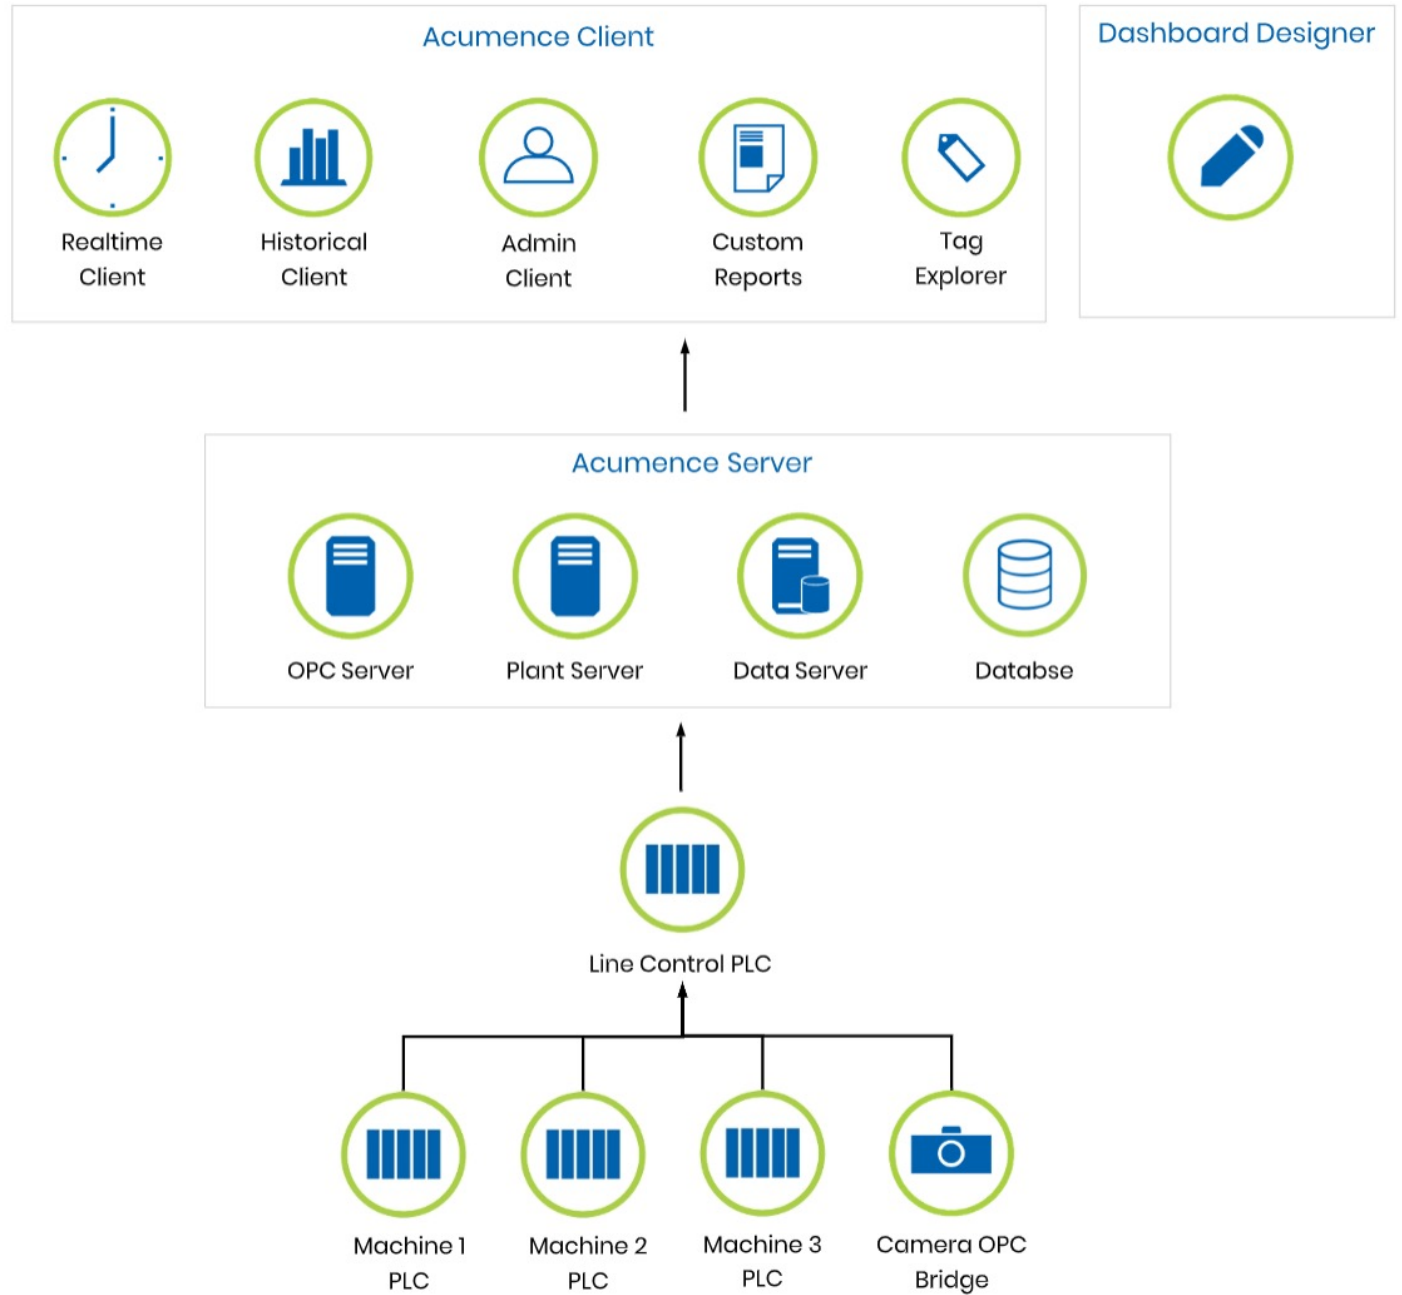 Acumence Client
Dashboard Designer
Realtime
Client
Historical
Client
Admin
Client
Custom
Reports
Tag
Explorer
Acumence Server
OPC Server
Plant Server
Data Server
Databse
Line Control PLC
Machine 1
PLC
Machine 2
PLC
Machine 3
PLC
Camera OPC
Bridge